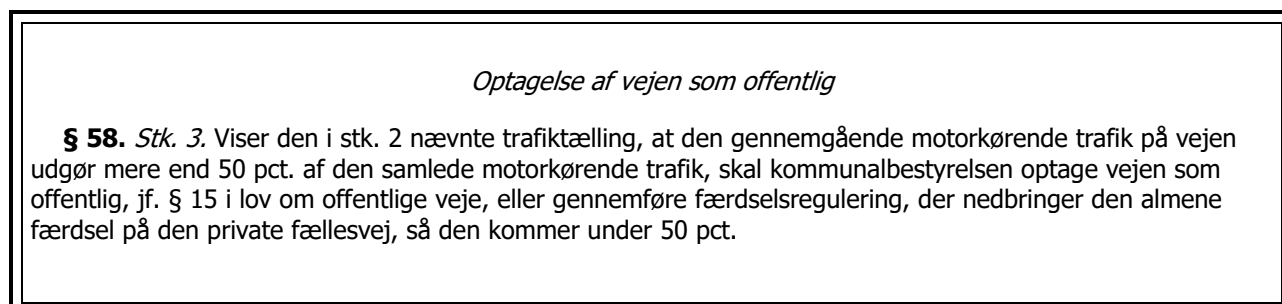 Optagelse af vejen som offentlig
§ 58. Stk. 3. Viser den i stk. 2 nævnte trafiktælling, at den gennemgående motorkørende trafik på vejen
udgør mere end 50 pct. af den samlede motorkørende trafik, skal kommunalbestyrelsen optage vejen som
offentlig, jf. § 15 i lov om offentlige veje, eller gennemføre færdselsregulering, der nedbringer den almene
færdsel på den private fællesvej, så den kommer under 50 pct.